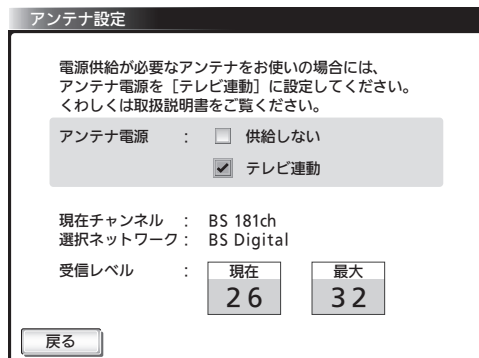 アンテナ設定
電源供給が必要なアンテナをお使いの場合には、
アンテナ電源を［テレビ連動］に設定してください。
くわしくは取扱説明書をご覧ください。
アンテナ電源 : 供給しない
テレビ連動
現在チャンネル : BS 181ch
選択ネットワーク : BS Digital
受信レベル : 現在 最大
26 32
戻る